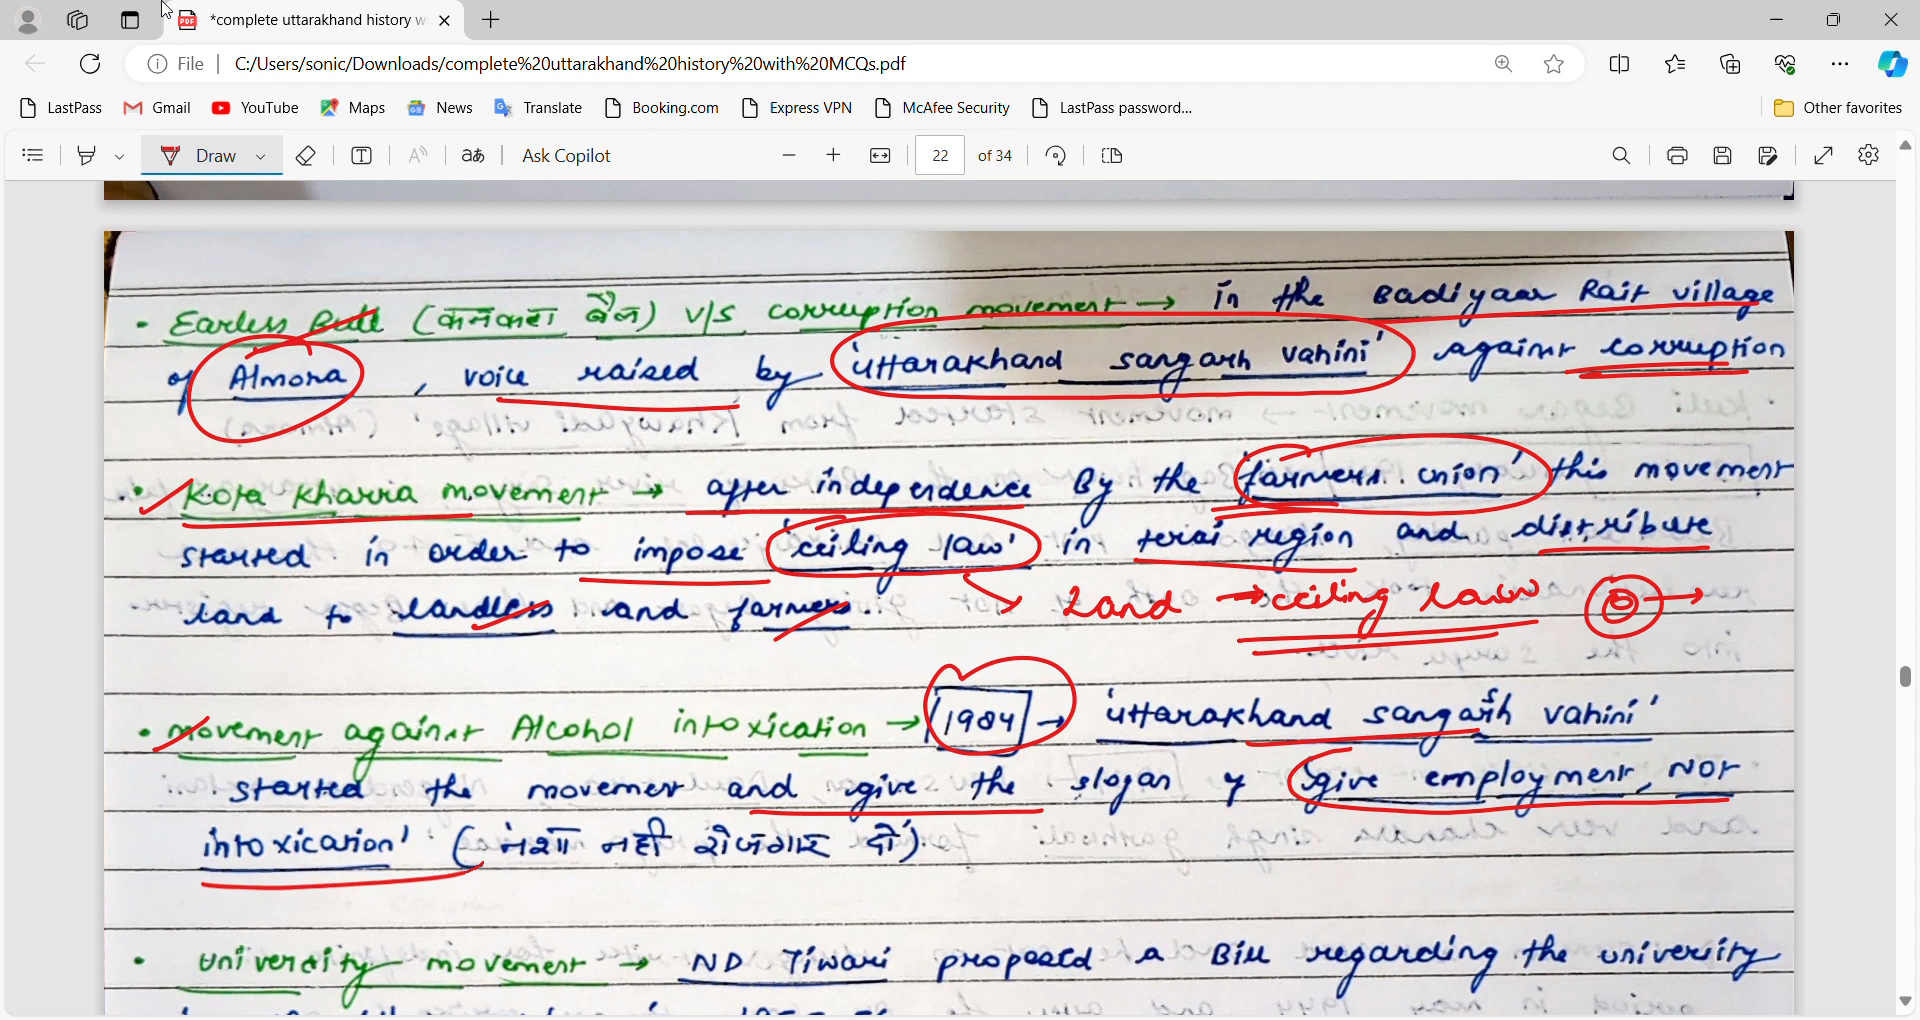 *complete uttarakhand history w
File C:/Users/sonic/Downloads/complete%20uttarakhand%20history%20with%20MCQs.pdf
LastPass Gmail YouTube Maps News Translate Booking.com Express VPN McAfee Security LastPass password... Other favorites
Draw Ask Copilot 22 of 34
• Earless Bull (कनकटा बैल) V/S corruption movement → in the Badiyaar Rait village
of Almora, voice raised by 'uttarakhand sangarh vahini' against corruption
• Kota kharra movement → after independence By the 'farmers union' this movement
started in order to impose 'ceiling law' in terai region and distribute
land to landless and farmers.
Land → ceiling law
• movement against Alcohol intoxication → 1984 → 'uttarakhand sangarsh vahini'
started the movement and give the slogan of 'give employment, Not
intoxication' (नशा नही रोजगार दो).
• University movement → ND Tiwari proposed a Bill regarding the university